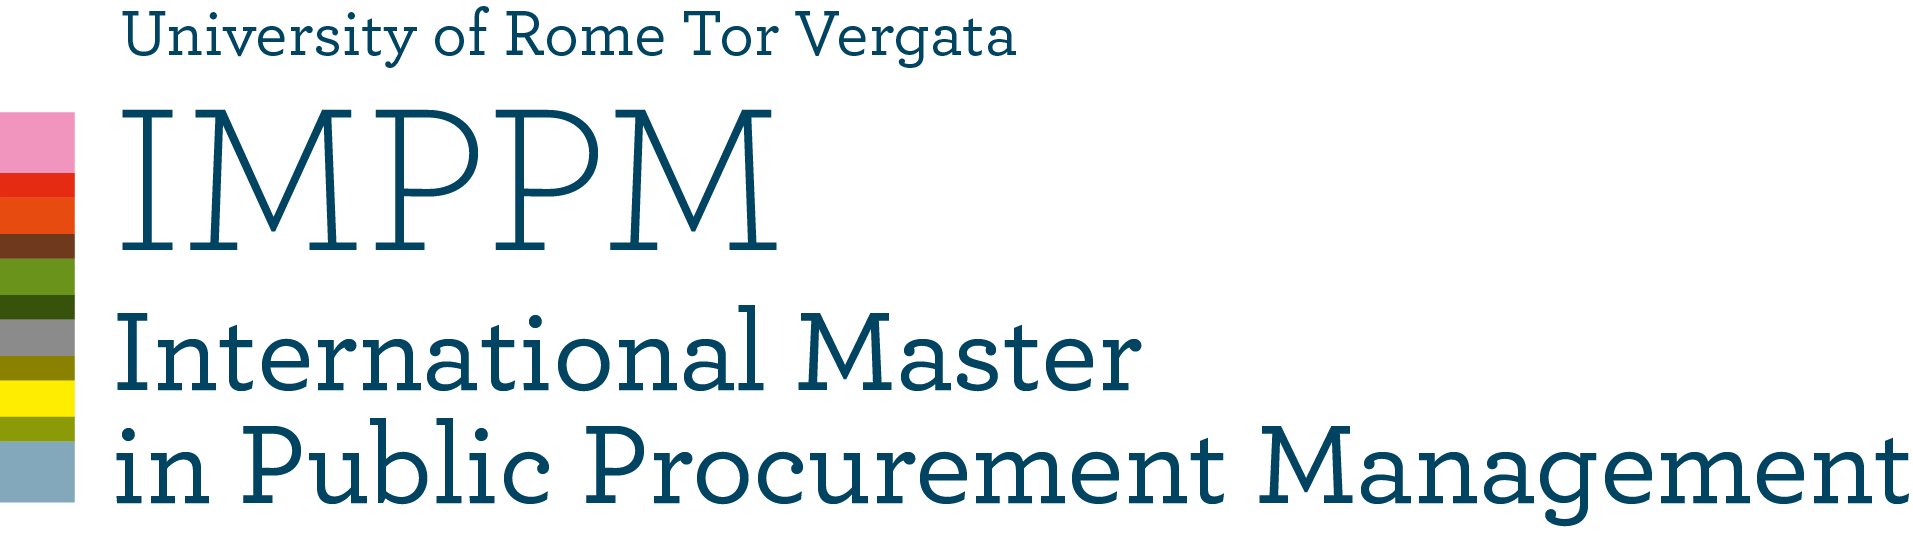 University of Rome Tor Vergata
IMPPM
International Master
in Public Procurement Management